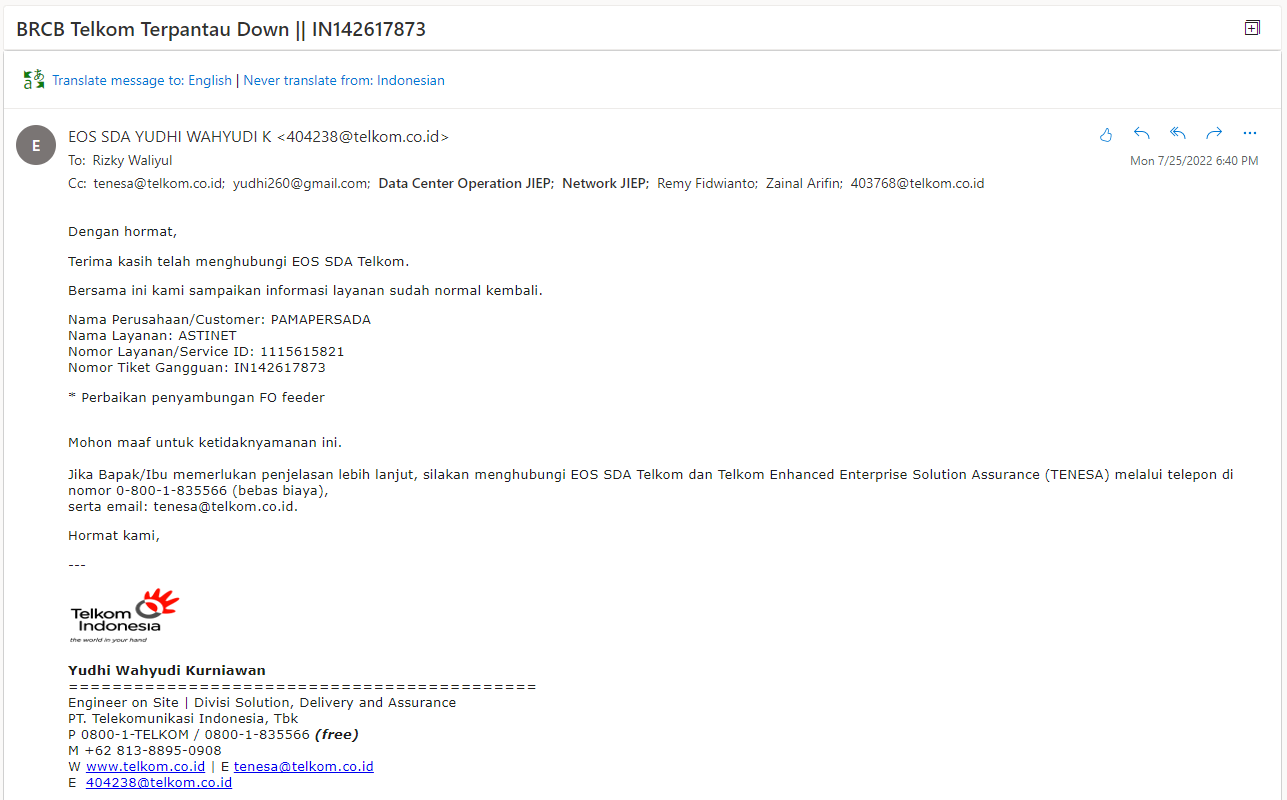 BRCB Telkom Terpantau Down || IN142617873
Translate message to: English | Never translate from: Indonesian
E
EOS SDA YUDHI WAHYUDI K <404238@telkom.co.id>
To: Rizky Waliyul
Mon 7/25/2022 6:40 PM
Cc: tenesa@telkom.co.id; yudhi260@gmail.com; Data Center Operation JIEP; Network JIEP; Remy Fidwianto; Zainal Arifin; 403768@telkom.co.id
Dengan hormat,
Terima kasih telah menghubungi EOS SDA Telkom.
Bersama ini kami sampaikan informasi layanan sudah normal kembali.
Nama Perusahaan/Customer: PAMAPERSADA
Nama Layanan: ASTINET
Nomor Layanan/Service ID: 1115615821
Nomor Tiket Gangguan: IN142617873
* Perbaikan penyambungan FO feeder
Mohon maaf untuk ketidaknyamanan ini.
Jika Bapak/Ibu memerlukan penjelasan lebih lanjut, silakan menghubungi EOS SDA Telkom dan Telkom Enhanced Enterprise Solution Assurance (TENESA) melalui telepon di
nomor 0-800-1-835566 (bebas biaya),
serta email: tenesa@telkom.co.id.
Hormat kami,
---
Telkom
Indonesia
the world in your hand
Yudhi Wahyudi Kurniawan
===========================================
Engineer on Site | Divisi Solution, Delivery and Assurance
PT. Telekomunikasi Indonesia, Tbk
P 0800-1-TELKOM / 0800-1-835566 (free)
M +62 813-8895-0908
W www.telkom.co.id | E tenesa@telkom.co.id
E 404238@telkom.co.id